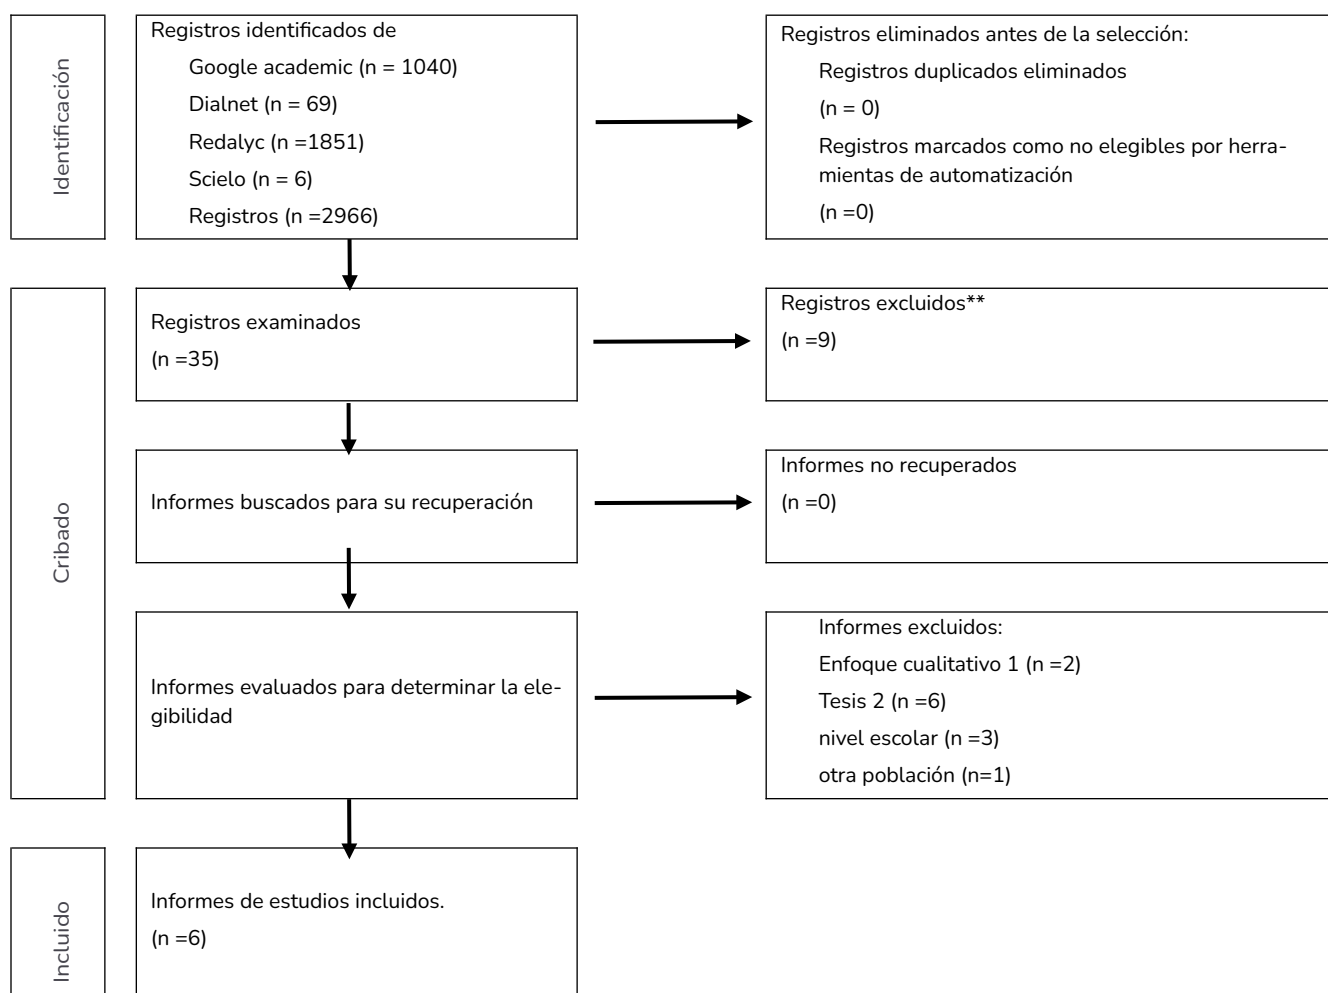 Identificación
Registros identificados de
Google academic (n = 1040)
Dialnet (n = 69)
Redalyc (n =1851)
Scielo (n = 6)
Registros (n =2966)
Registros eliminados antes de la selección:
Registros duplicados eliminados
(n = 0)
Registros marcados como no elegibles por herra-
mientas de automatización
(n =0)
Cribado
Registros examinados
(n =35)
Registros excluidos**
(n =9)
Informes buscados para su recuperación
Informes no recuperados
(n =0)
Informes evaluados para determinar la ele-
gibilidad
Informes excluidos:
Enfoque cualitativo 1 (n =2)
Tesis 2 (n =6)
nivel escolar (n =3)
otra población (n=1)
Incluido
Informes de estudios incluidos.
(n =6)